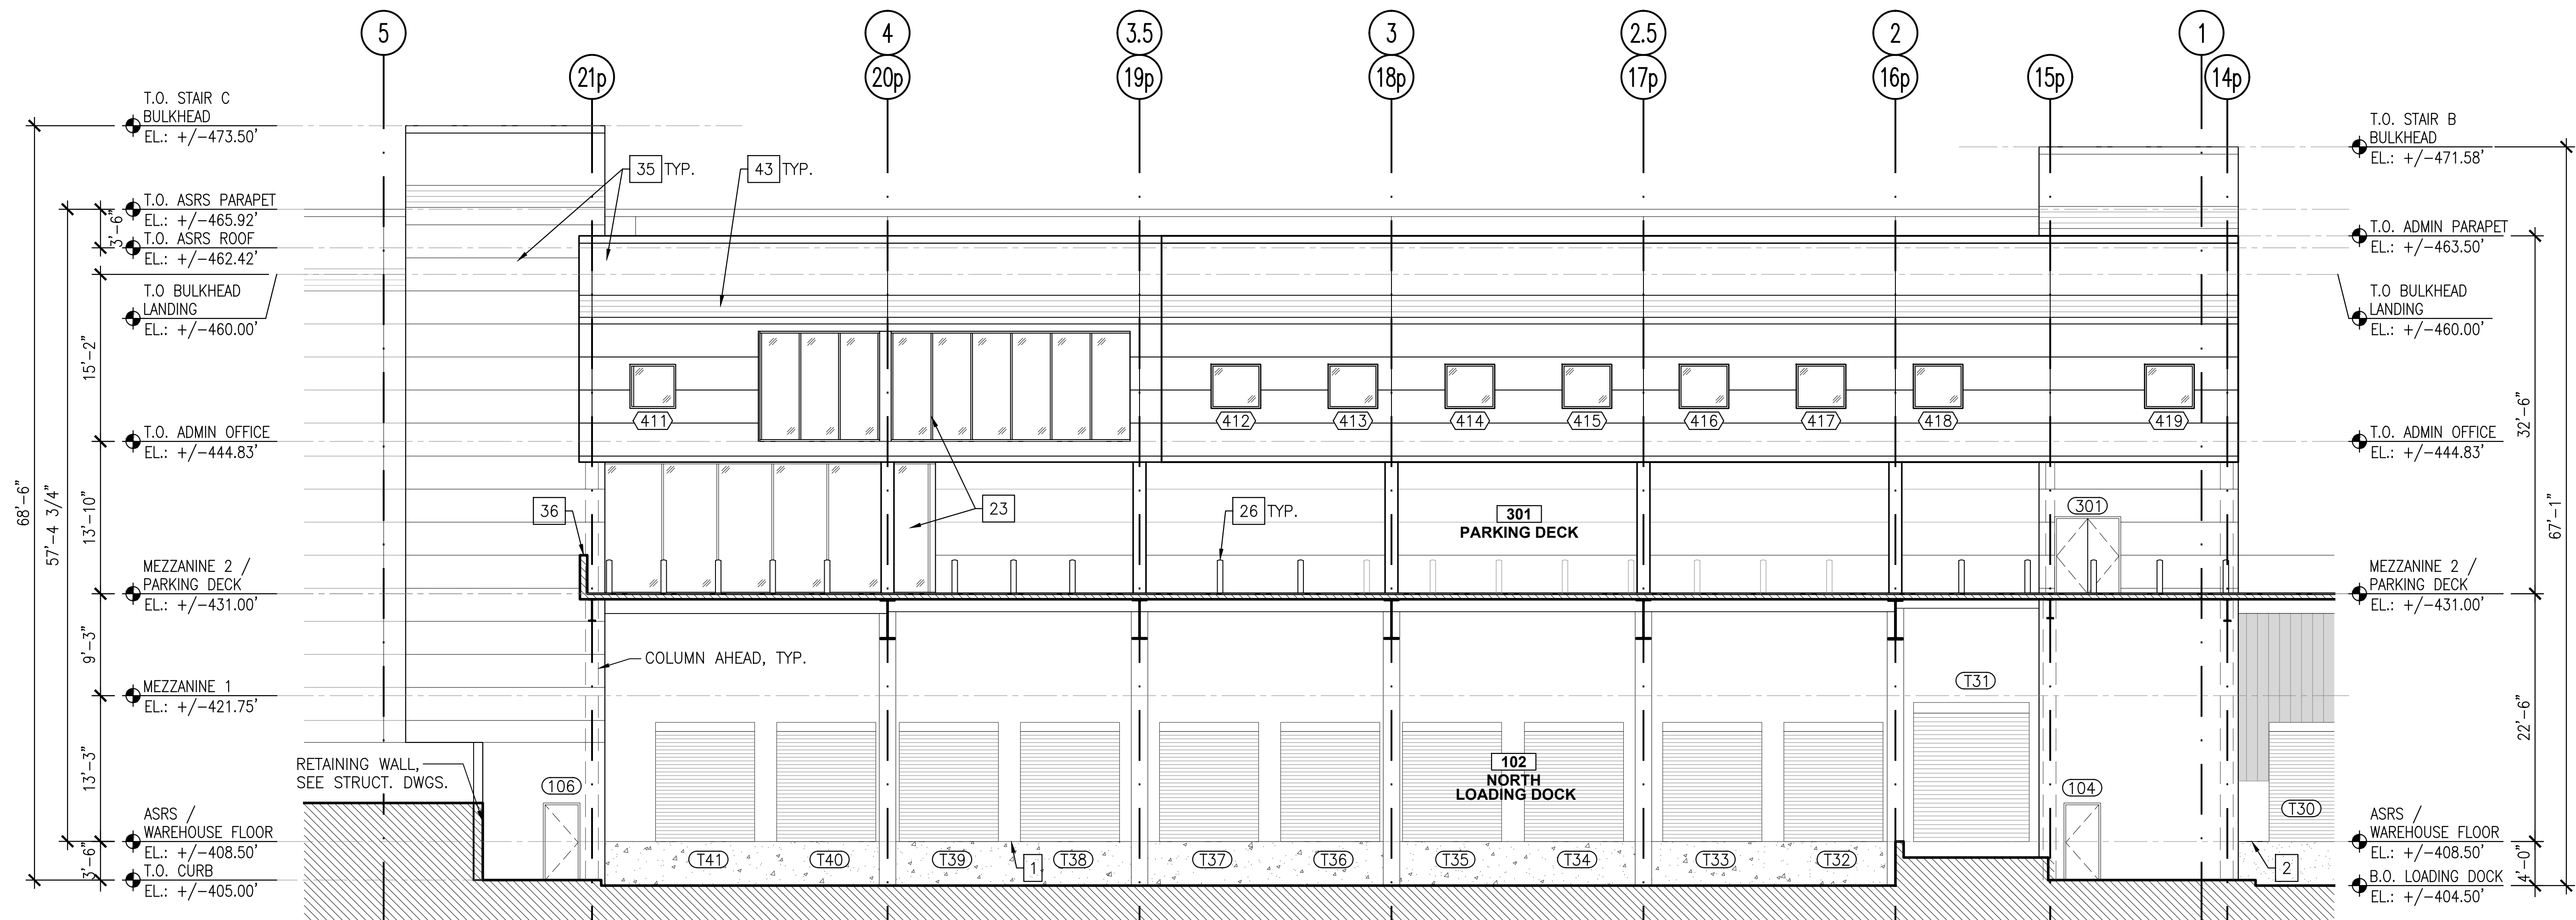 5
4
3.5
3
2.5
2
1
21p
20p
19p
18p
17p
16p
15p
14p
T.O. STAIR C
BULKHEAD
EL.: +/-473.50'
T.O. ASRS PARAPET
EL.: +/-465.92'
T.O. ASRS ROOF
EL.: +/-462.42'
T.O BULKHEAD
LANDING
EL.: +/-460.00'
T.O. ADMIN OFFICE
EL.: +/-444.83'
MEZZANINE 2 /
PARKING DECK
EL.: +/-431.00'
MEZZANINE 1
EL.: +/-421.75'
ASRS /
WAREHOUSE FLOOR
EL.: +/-408.50'
T.O. CURB
EL.: +/-405.00'
68'-6"
57'-4 3/4"
3'-6"
15'-2"
13'-10"
9'-3"
13'-3"
3'-6"
35 TYP.
43 TYP.
411
412
413
414
415
416
417
418
419
36
23
26 TYP.
301
PARKING DECK
301
COLUMN AHEAD, TYP.
RETAINING WALL,
SEE STRUCT. DWGS.
106
T31
102
NORTH
LOADING DOCK
104
T30
T41
T40
T39
T38
T37
T36
T35
T34
T33
T32
1
2
T.O. STAIR B
BULKHEAD
EL.: +/-471.58'
T.O. ADMIN PARAPET
EL.: +/-463.50'
T.O BULKHEAD
LANDING
EL.: +/-460.00'
T.O. ADMIN OFFICE
EL.: +/-444.83'
MEZZANINE 2 /
PARKING DECK
EL.: +/-431.00'
ASRS /
WAREHOUSE FLOOR
EL.: +/-408.50'
B.O. LOADING DOCK
EL.: +/-404.50'
32'-6"
22'-6"
4'-0"
67'-1"